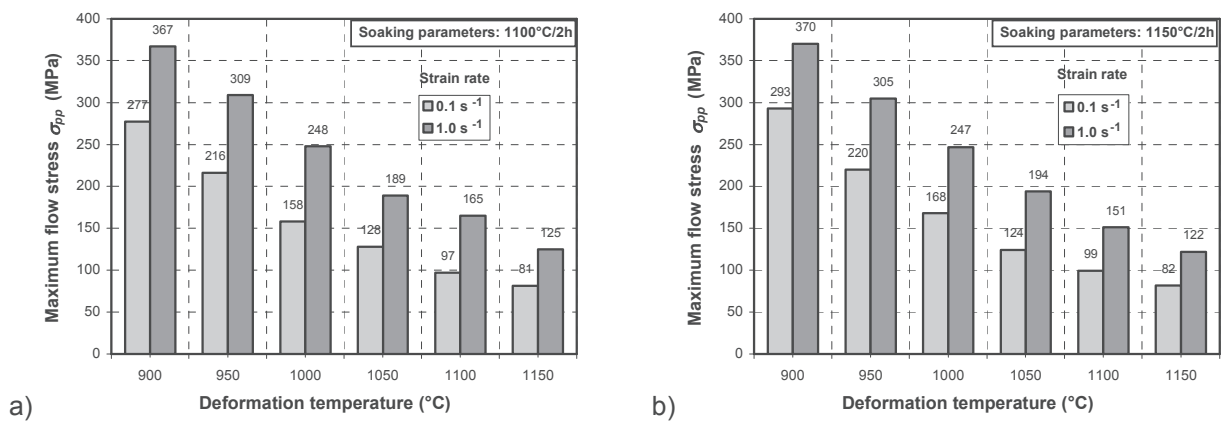 400
350
300
250
200
150
100
50
0
Maximum flow stress σpp (MPa)
Soaking parameters: 1100°C/2h
Strain rate
0.1 s -1
1.0 s -1
367
277
309
216
248
158
189
128
165
97
125
81
900 950 1000 1050 1100 1150
Deformation temperature (°C)
a)
400
350
300
250
200
150
100
50
0
Maximum flow stress σpp (MPa)
Soaking parameters: 1150°C/2h
Strain rate
0.1 s -1
1.0 s -1
370
293
305
220
247
168
194
124
151
99
122
82
900 950 1000 1050 1100 1150
Deformation temperature (°C)
b)